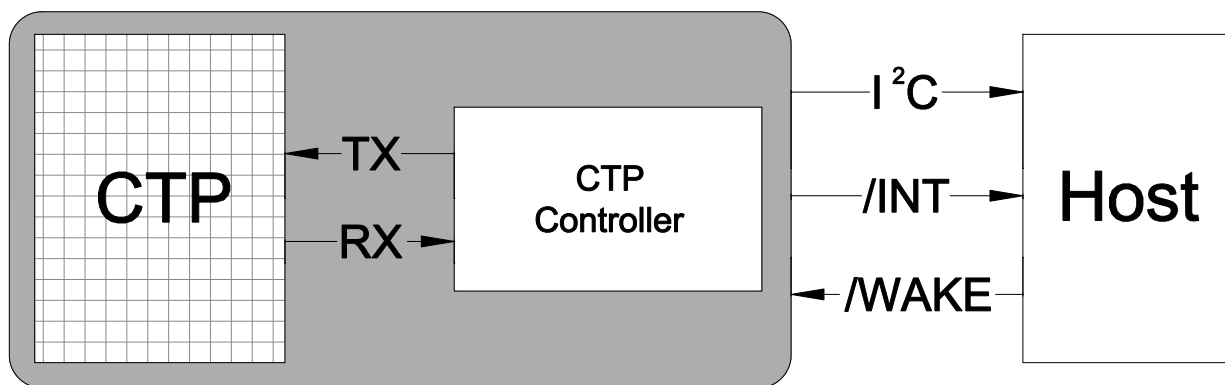 CTP
TX
RX
CTP
Controller
I²C
/INT
/WAKE
Host